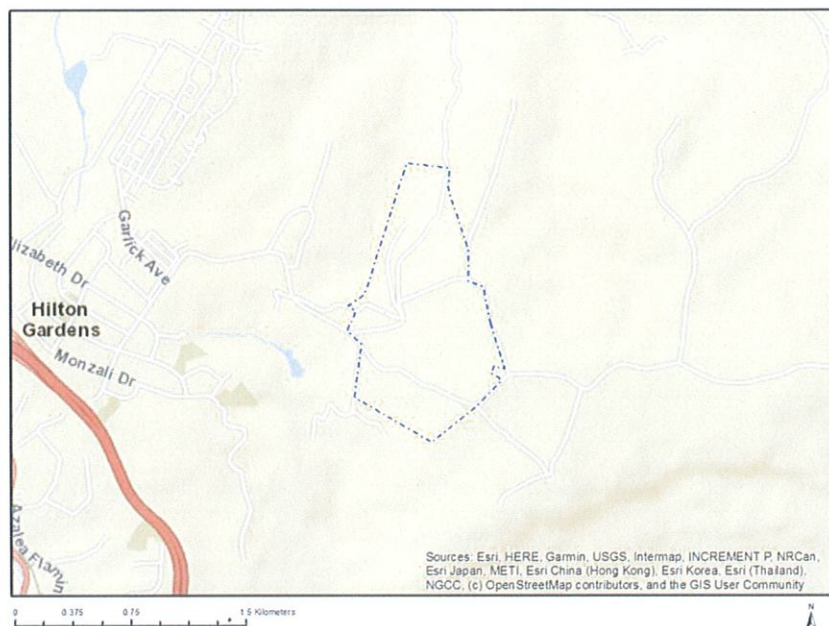 Garlick Ave
lizabeth Dr
Hilton
Gardens
Monzali Dr
Azalea Flamin
Sources: Esri, HERE, Garmin, USGS, Intermap, INCREMENT P, NRCan,
Esri Japan, METI, Esri China (Hong Kong), Esri Korea, Esri (Thailand),
NGCC, (c) OpenStreetMap contributors, and the GIS User Community
0 0.375 0.75 1.5 Kilometers
N